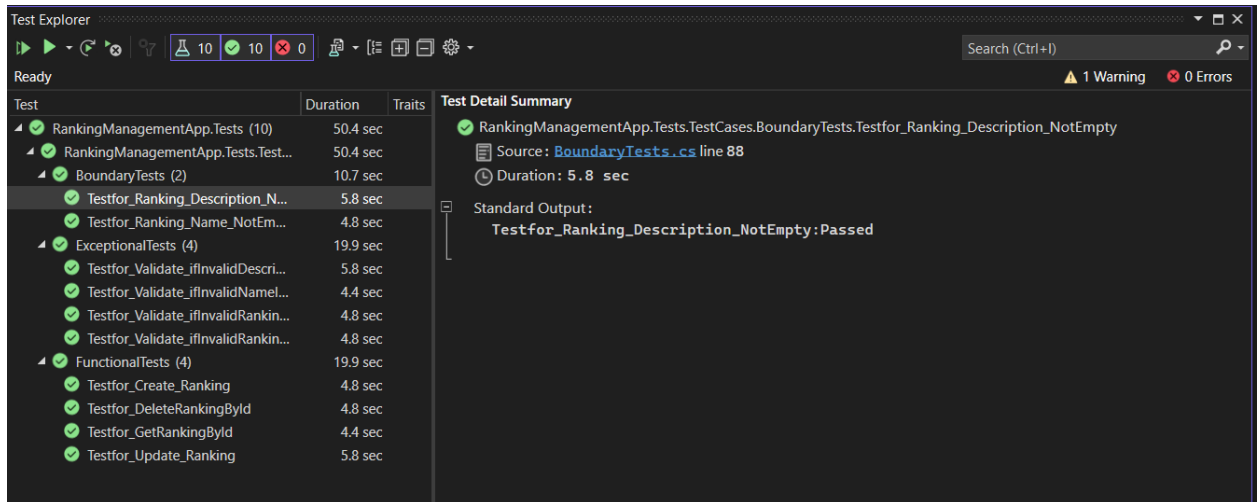 Test Explorer
10 10 0
Search (Ctrl+I)
Ready
1 Warning 0 Errors
Test Duration Traits
RankingManagementApp.Tests (10) 50.4 sec
RankingManagementApp.Tests.Test... 50.4 sec
BoundaryTests (2) 10.7 sec
Testfor_Ranking_Description_N... 5.8 sec
Testfor_Ranking_Name_NotEm... 4.8 sec
ExceptionalTests (4) 19.9 sec
Testfor_Validate_ifInvalidDescri... 5.8 sec
Testfor_Validate_ifInvalidNameI... 4.4 sec
Testfor_Validate_ifInvalidRankin... 4.8 sec
Testfor_Validate_ifInvalidRankin... 4.8 sec
FunctionalTests (4) 19.9 sec
Testfor_Create_Ranking 4.8 sec
Testfor_DeleteRankingById 4.8 sec
Testfor_GetRankingById 4.4 sec
Testfor_Update_Ranking 5.8 sec
Test Detail Summary
RankingManagementApp.Tests.TestCases.BoundaryTests.Testfor_Ranking_Description_NotEmpty
Source: BoundaryTests.cs line 88
Duration: 5.8 sec
Standard Output:
Testfor_Ranking_Description_NotEmpty:Passed